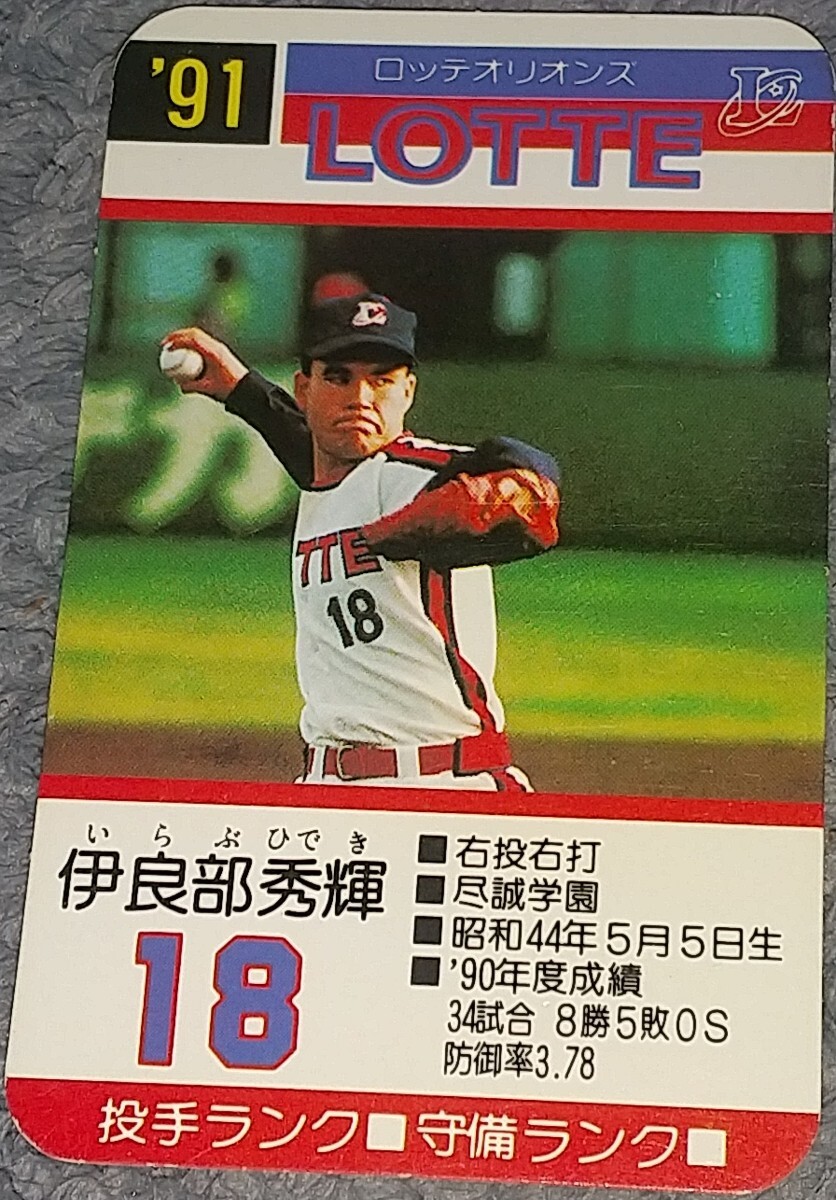 '91
ロッテオリオンズ
LOTTE
TTE
18
いらぶひでき
伊良部秀輝
18
■右投右打
■尽誠学園
■昭和44年5月5日生
■'90年度成績
34試合 8勝5敗0S
防御率3.78
投手ランク■ 守備ランク■